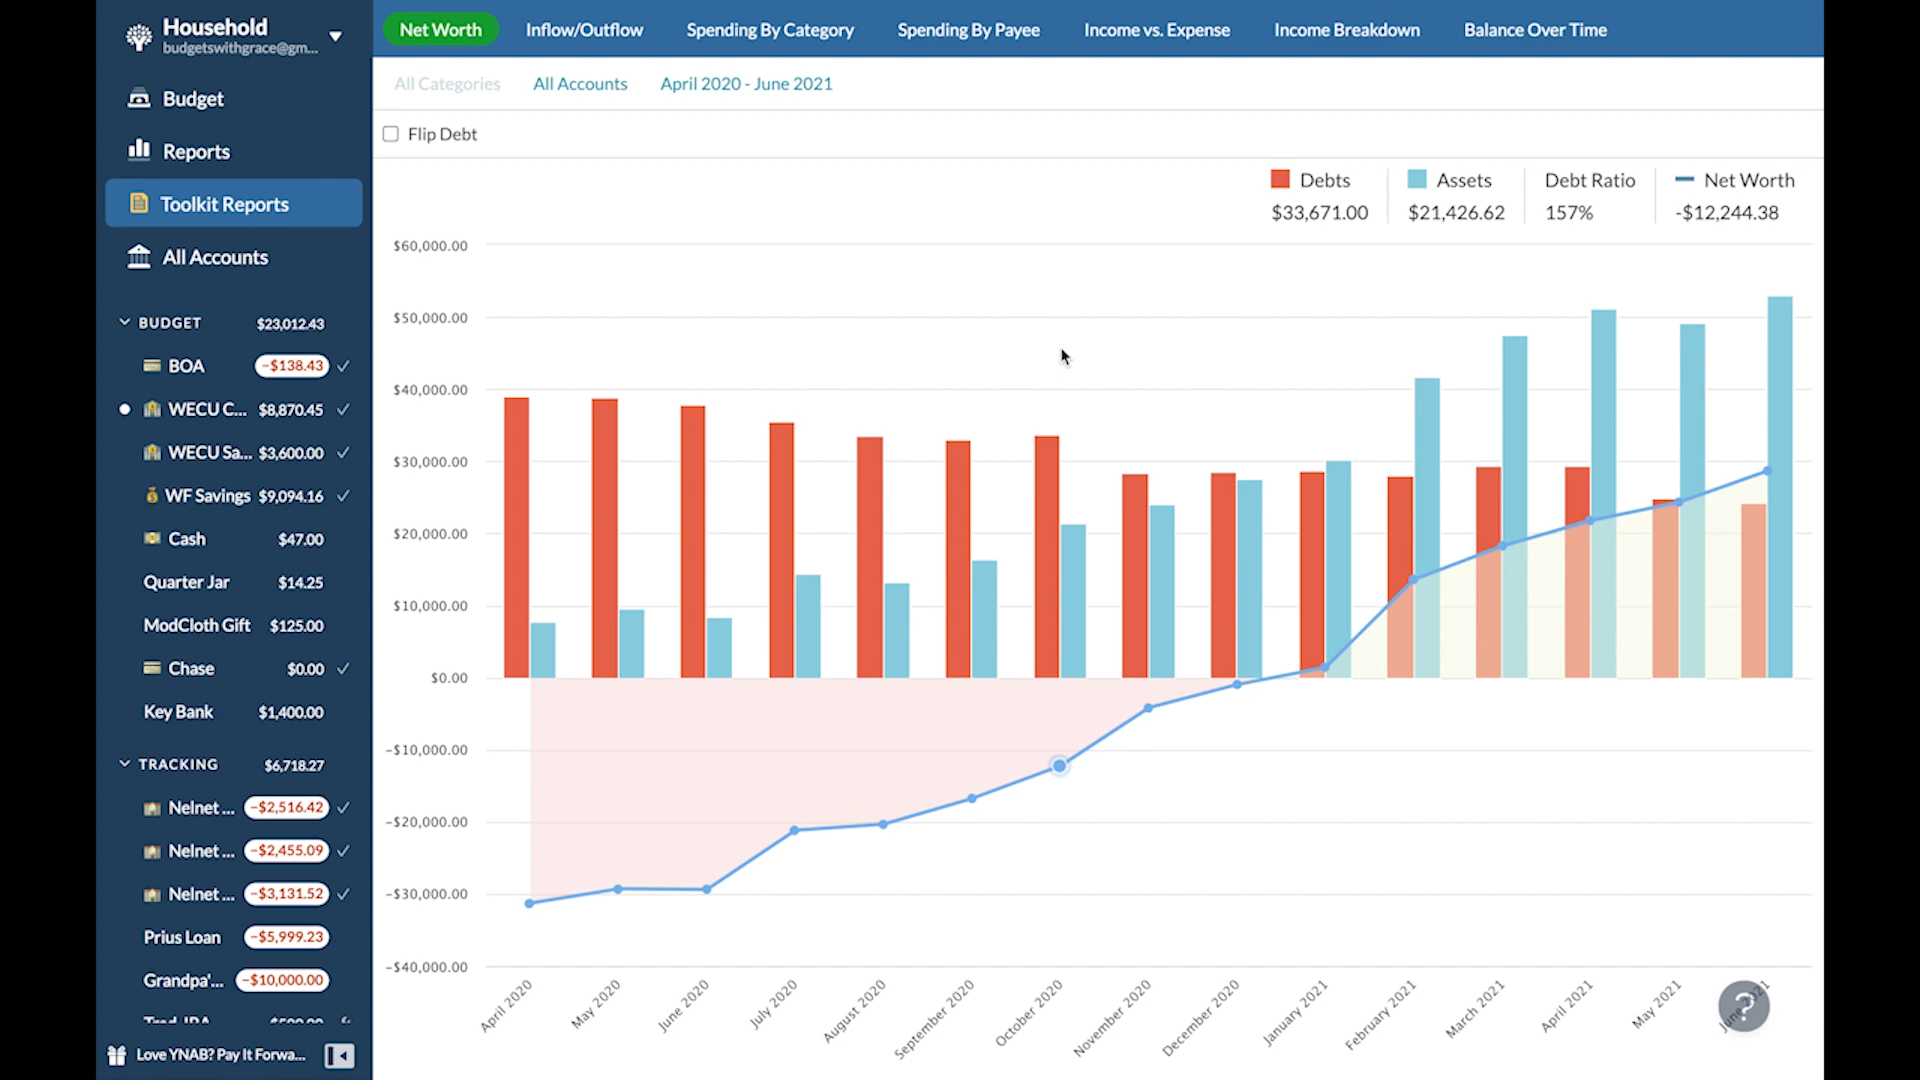 Household
budgetswithgrace@gm...
Budget
Reports
Toolkit Reports
All Accounts
BUDGET $23,012.43
BOA -$138.43
WECU C... $8,870.45
WECU Sa... $3,600.00
WF Savings $9,094.16
Cash $47.00
Quarter Jar $14.25
ModCloth Gift $125.00
Chase $0.00
Key Bank $1,400.00
TRACKING $6,718.27
Nelnet ... -$2,516.42
Nelnet ... -$2,455.09
Nelnet ... -$3,131.52
Prius Loan -$5,999.23
Grandpa'... -$10,000.00
Love YNAB? Pay It Forwa...
Net Worth Inflow/Outflow Spending By Category Spending By Payee Income vs. Expense Income Breakdown Balance Over Time
All Categories All Accounts April 2020 - June 2021
Flip Debt
Debts Assets Debt Ratio Net Worth
$33,671.00 $21,426.62 157% -$12,244.38
$60,000.00
$50,000.00
$40,000.00
$30,000.00
$20,000.00
$10,000.00
$0.00
-$10,000.00
-$20,000.00
-$30,000.00
-$40,000.00
April 2020
May 2020
June 2020
July 2020
August 2020
September 2020
October 2020
November 2020
December 2020
January 2021
February 2021
March 2021
April 2021
May 2021
?